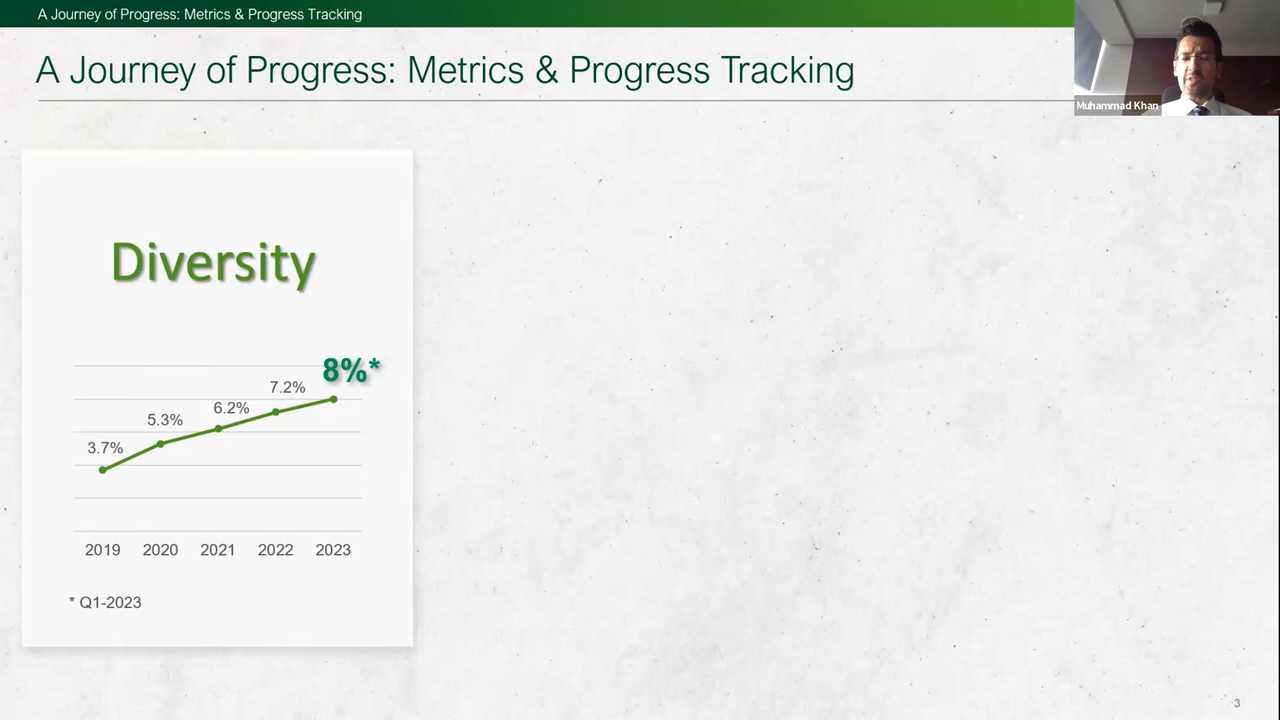 A Journey of Progress: Metrics & Progress Tracking
A Journey of Progress: Metrics & Progress Tracking
Muhammad Khan
Diversity
8%*
7.2%
6.2%
5.3%
3.7%
2019 2020 2021 2022 2023
* Q1-2023
3